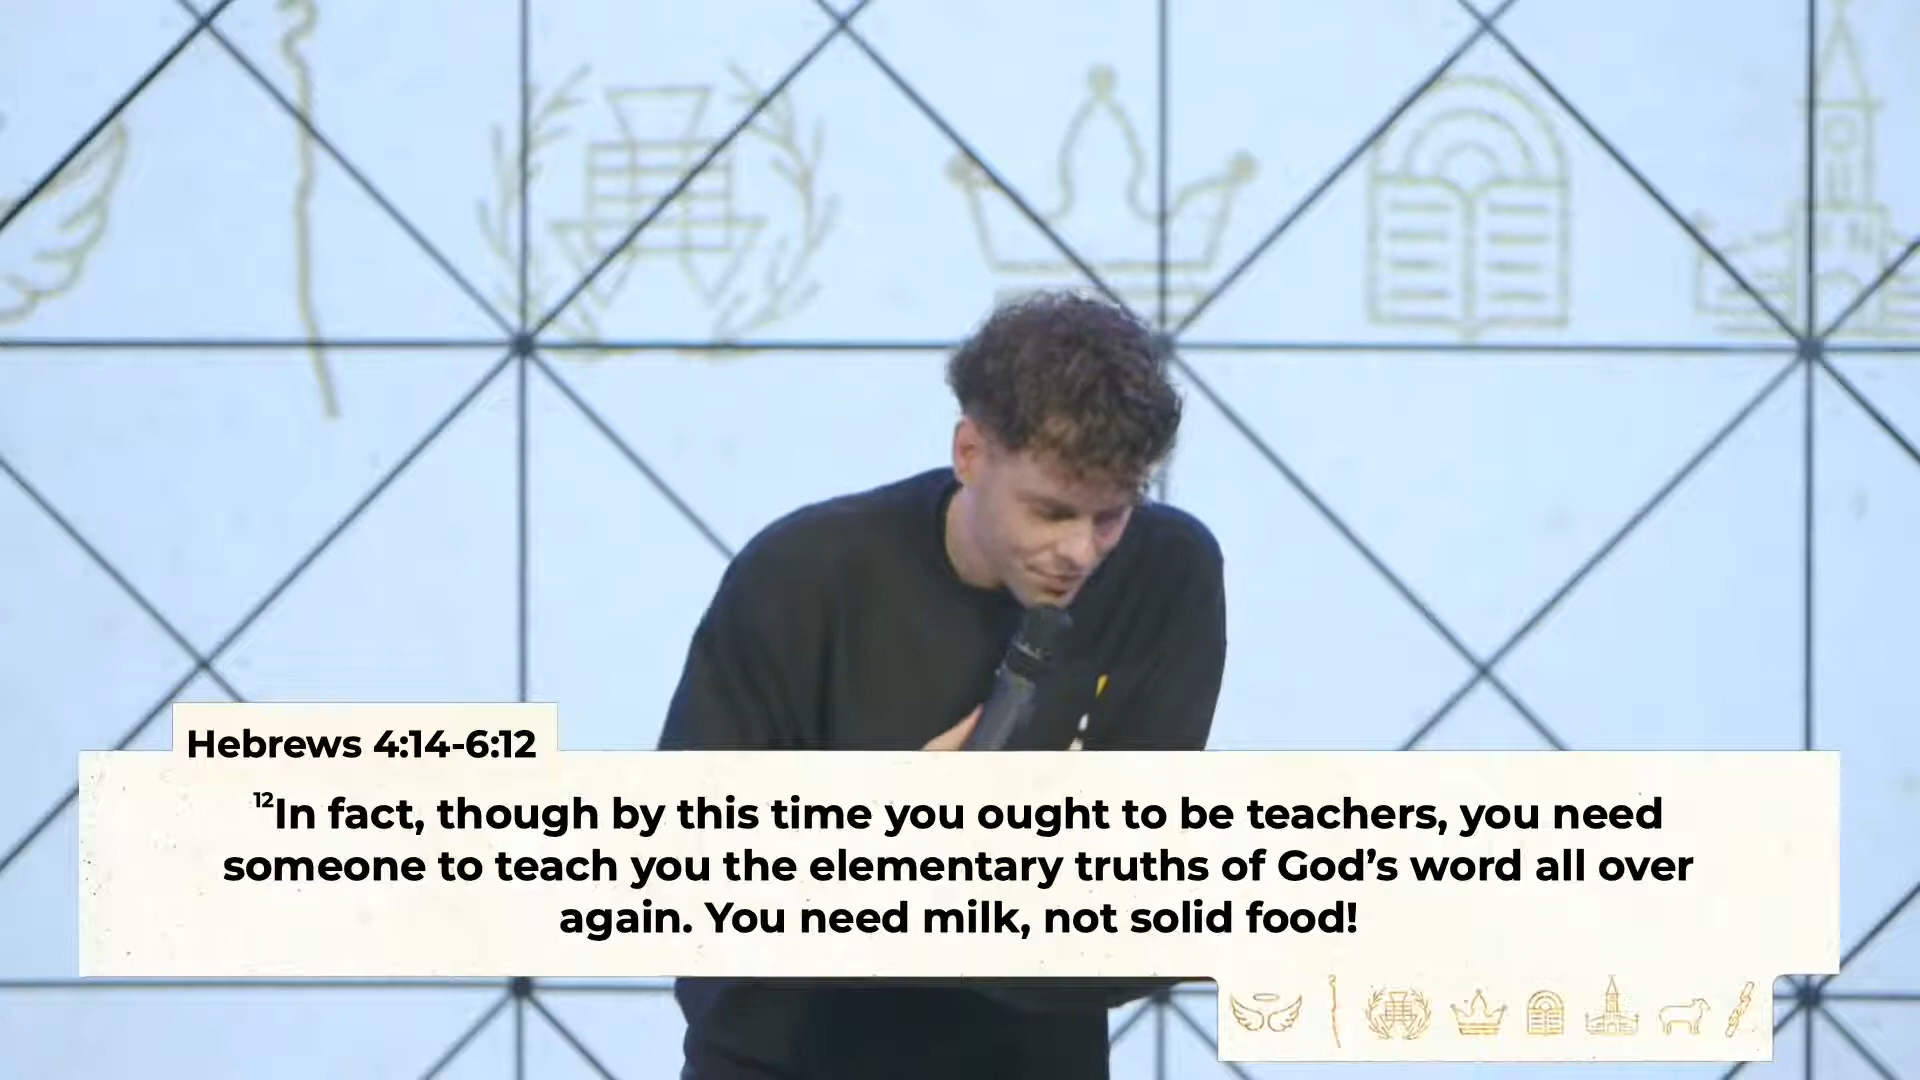 Hebrews 4:14-6:12
¹²In fact, though by this time you ought to be teachers, you need
someone to teach you the elementary truths of God’s word all over
again. You need milk, not solid food!